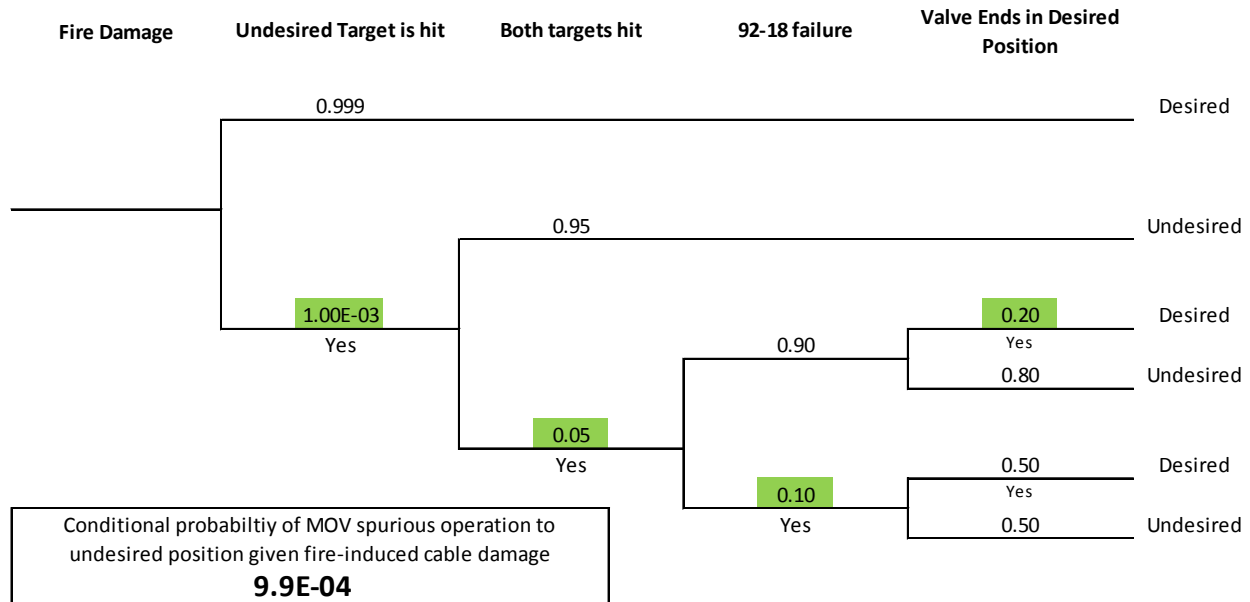 Fire Damage
Undesired Target is hit
Both targets hit
92-18 failure
Valve Ends in Desired
Position
0.999
Desired
0.95
Undesired
1.00E-03
Yes
0.20
Desired
Yes
0.90
0.80
Undesired
0.05
Yes
0.50
Desired
Yes
0.10
Yes
0.50
Undesired
Conditional probabiltiy of MOV spurious operation to
undesired position given fire-induced cable damage
9.9E-04